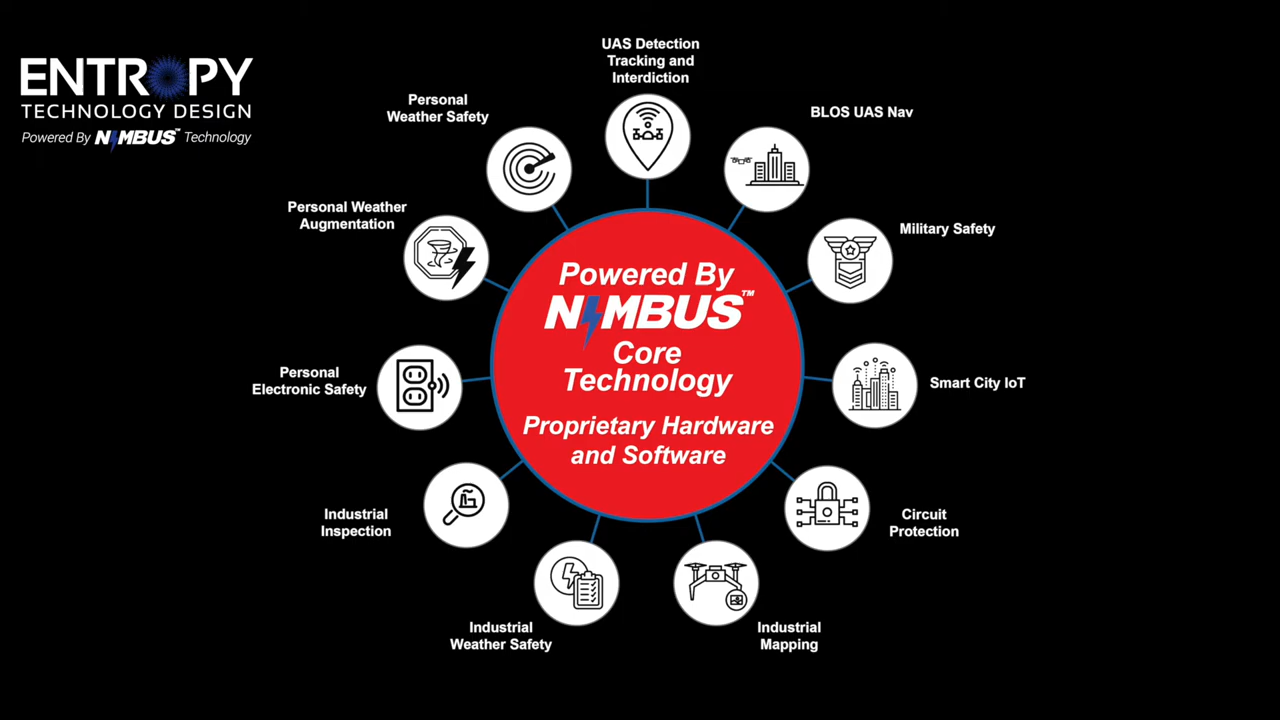 ENTROPY
TECHNOLOGY DESIGN
Powered By NIMBUS™ Technology
UAS Detection
Tracking and
Interdiction
BLOS UAS Nav
Military Safety
Smart City IoT
Circuit
Protection
Industrial
Mapping
Industrial
Weather Safety
Industrial
Inspection
Personal
Electronic Safety
Personal Weather
Augmentation
Personal
Weather Safety
Powered By
NIMBUS™
Core
Technology
Proprietary Hardware
and Software